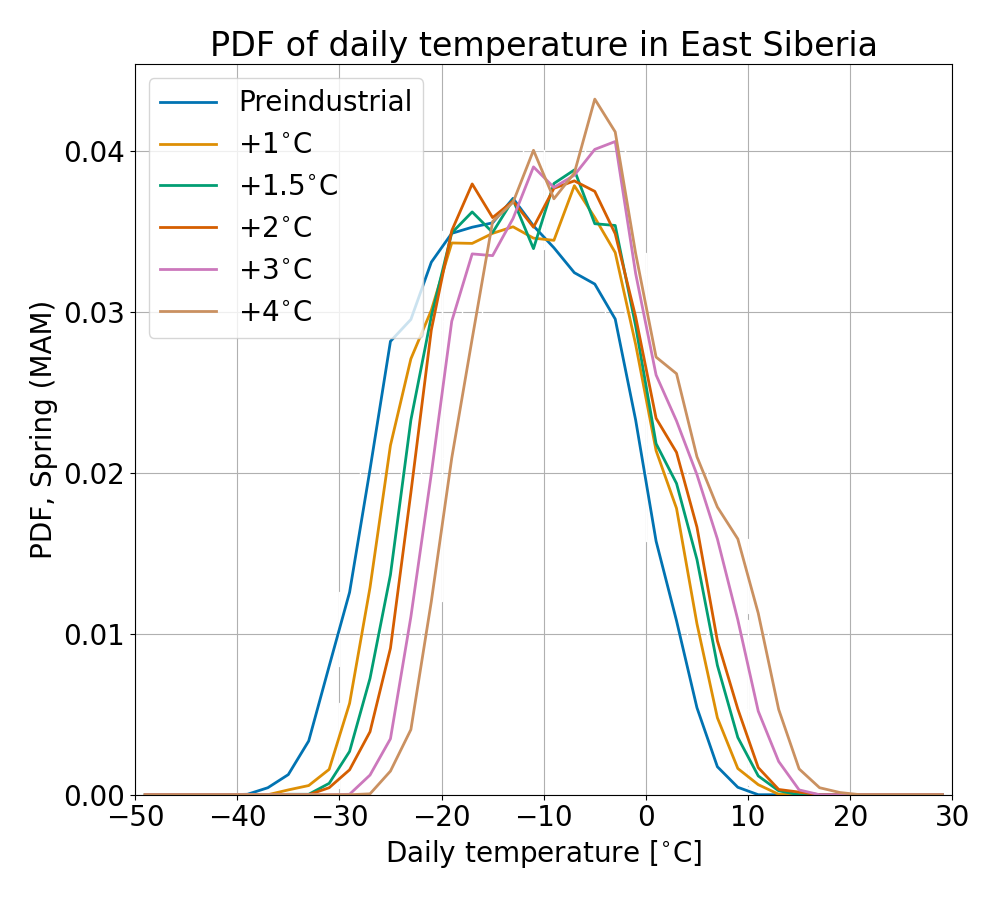 PDF of daily temperature in East Siberia
Preindustrial
+1°C
+1.5°C
+2°C
+3°C
+4°C
PDF, Spring (MAM)
0.04
0.03
0.02
0.01
0.00
−50 −40 −30 −20 −10 0 10 20 30
Daily temperature [°C]